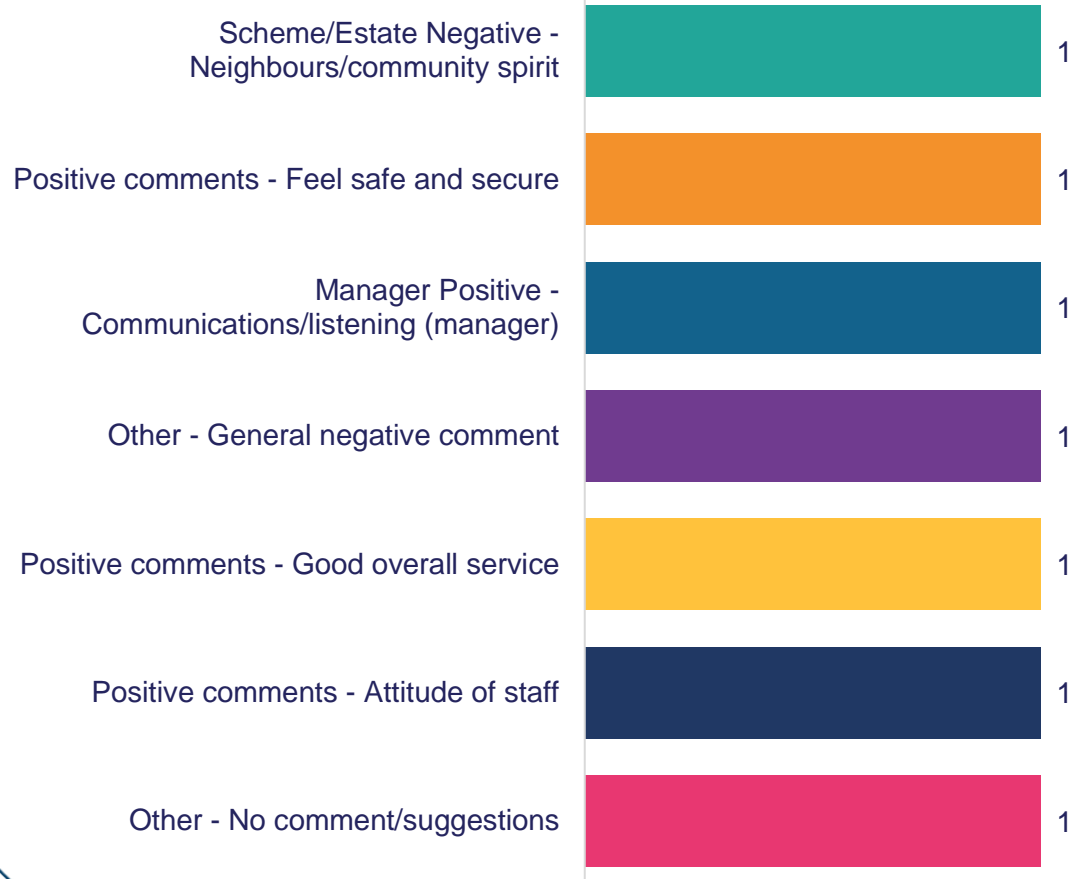 Scheme/Estate Negative -
Neighbours/community spirit
1
Positive comments - Feel safe and secure
1
Manager Positive -
Communications/listening (manager)
1
Other - General negative comment
1
Positive comments - Good overall service
1
Positive comments - Attitude of staff
1
Other - No comment/suggestions
1